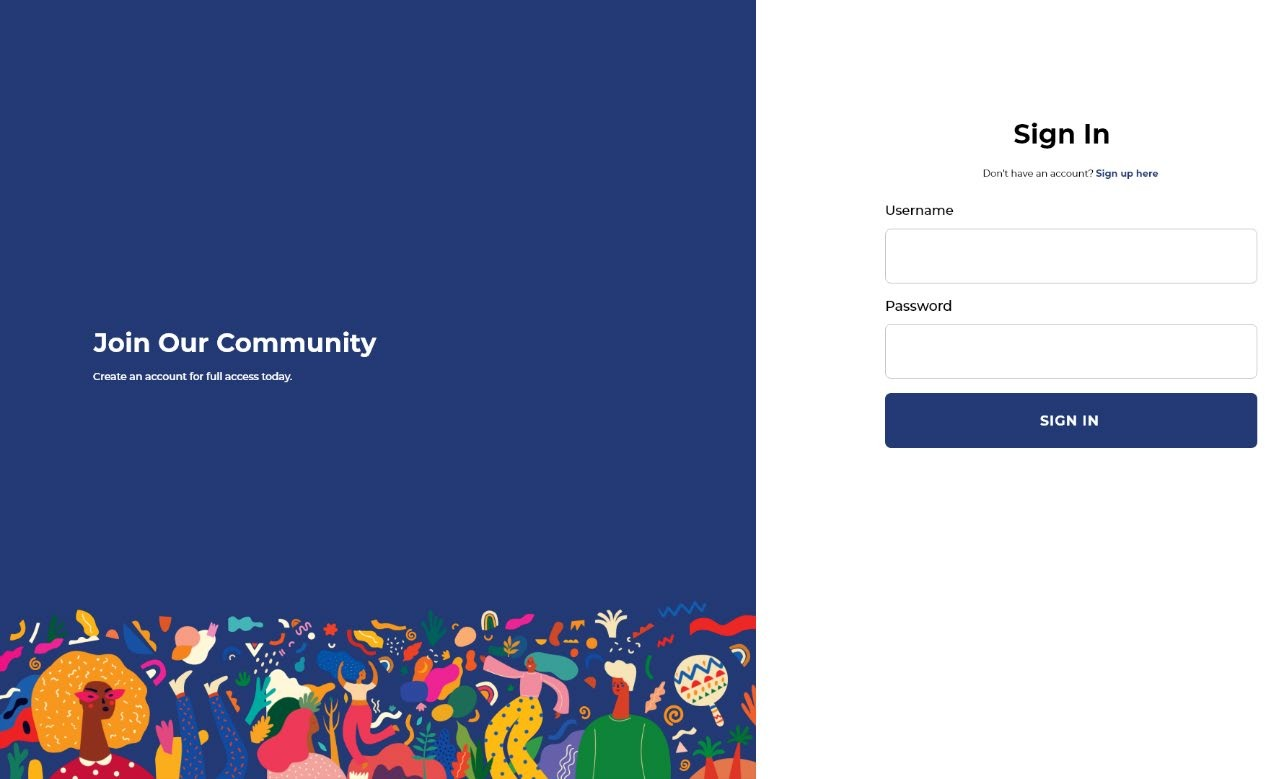 Join Our Community
Create an account for full access today.
Sign In
Don't have an account? Sign up here
Username
Password
SIGN IN